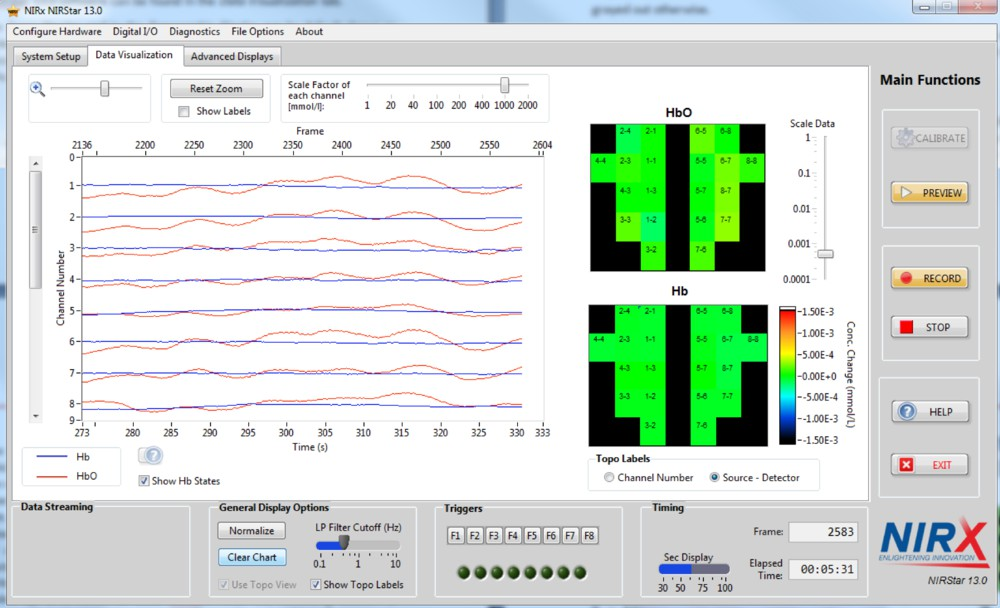 grayed out otherwise.
NIRx NIRStar 13.0
Configure Hardware Digital I/O Diagnostics File Options About
System Setup Data Visualization Advanced Displays
Main Functions
Reset Zoom
Show Labels
Scale Factor of
each channel
[mmol/l]:
1 20 40 100 200 400 1000 2000
Frame
2136 2200 2250 2300 2350 2400 2450 2500 2550 2604
0
1
2
3
4
5
6
7
8
9
Channel Number
273 280 285 290 295 300 305 310 315 320 325 330 333
Time (s)
Hb
HbO
Show Hb States
HbO
2-4 2-1 6-5 6-8
4-4 2-3 1-1 5-5 6-7 8-8
4-3 1-3 5-7 8-7
3-3 1-2 5-6 7-7
3-2 7-6
Scale Data
1
0.1
0.01
0.001
0.0001
Hb
2-4 2-1 6-5 6-8
4-4 2-3 1-1 5-5 6-7 8-8
4-3 1-3 5-7 8-7
3-3 1-2 5-6 7-7
3-2 7-6
1.50E-3
1.00E-3
5.00E-4
0.00E+0
-5.00E-4
-1.00E-3
-1.50E-3
Conc. Change (mmol/L)
Topo Labels
Channel Number Source - Detector
CALIBRATE
PREVIEW
RECORD
STOP
HELP
EXIT
Data Streaming
General Display Options
Normalize
Clear Chart
LP Filter Cutoff (Hz)
0.1 1 10
Use Topo View Show Topo Labels
Triggers
F1 F2 F3 F4 F5 F6 F7 F8
Timing
Frame: 2583
Sec Display
30 50 75 100
Elapsed
Time: 00:05:31
NIRX
ENLIGHTENING INNOVATION
NIRStar 13.0